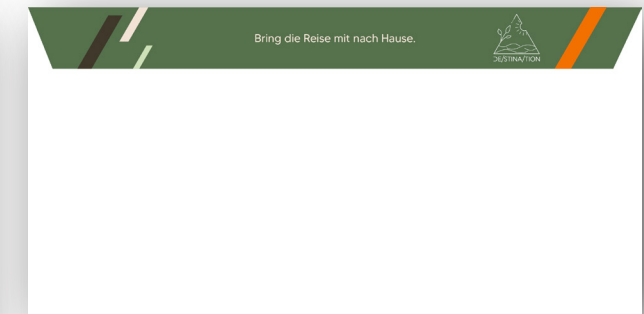 Bring die Reise mit nach Hause.
DE/STINA/TION